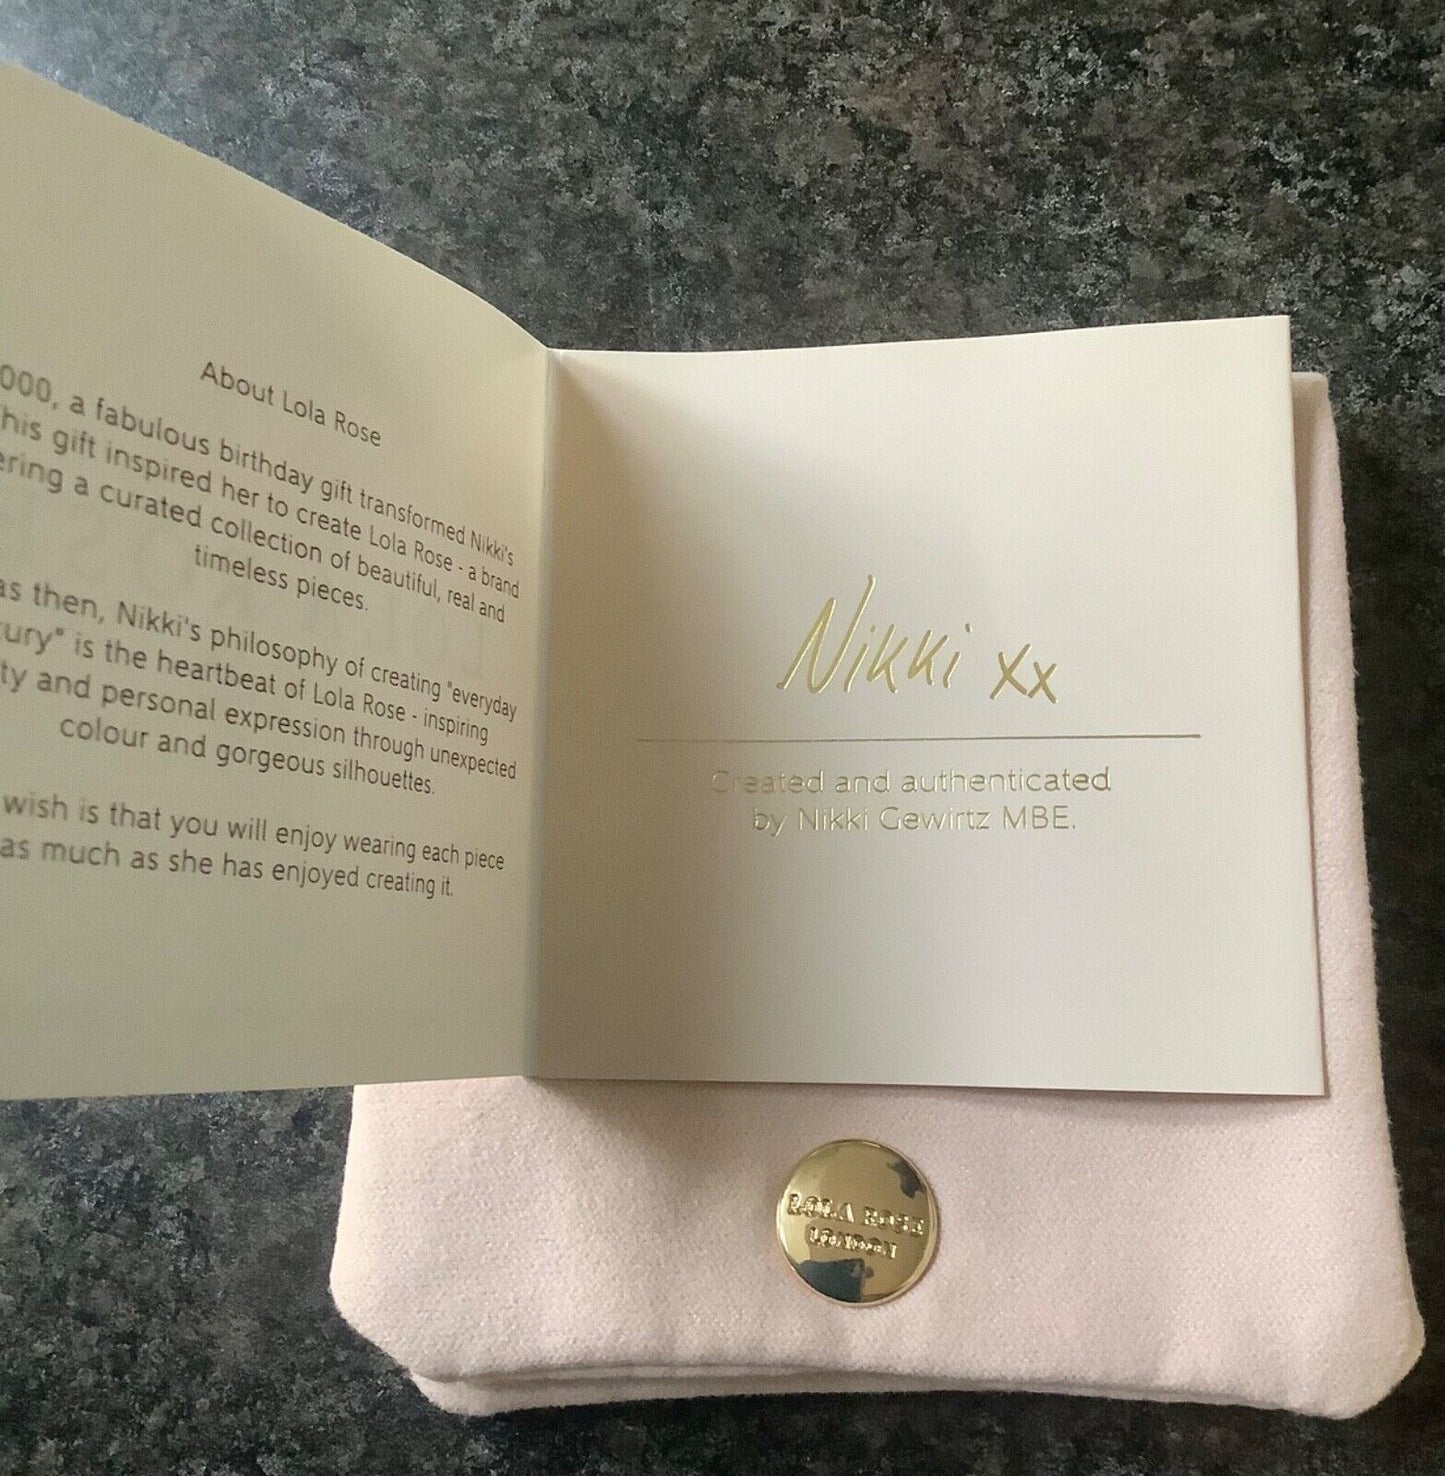 About Lola Rose
000, a fabulous birthday gift transformed Nikki's
his gift inspired her to create Lola Rose - a brand
ering a curated collection of beautiful, real and
timeless pieces.
as then, Nikki's philosophy of creating "everyday
ury" is the heartbeat of Lola Rose - inspiring
ty and personal expression through unexpected
colour and gorgeous silhouettes.
wish is that you will enjoy wearing each piece
as much as she has enjoyed creating it.
Nikki xx
Created and authenticated
by Nikki Gewirtz MBE.
LOLA ROSE
LONDON